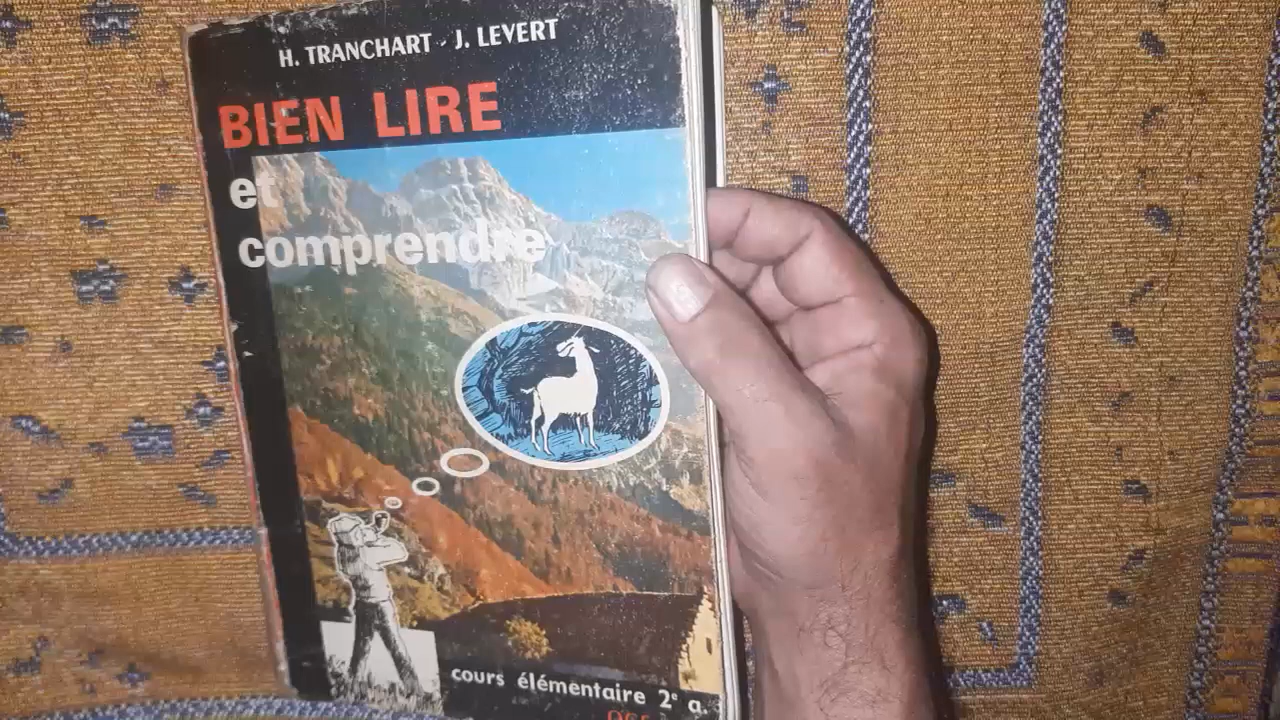 H. TRANCHART - J. LEVERT
BIEN LIRE
et
comprendre
cours élémentaire 2e a.